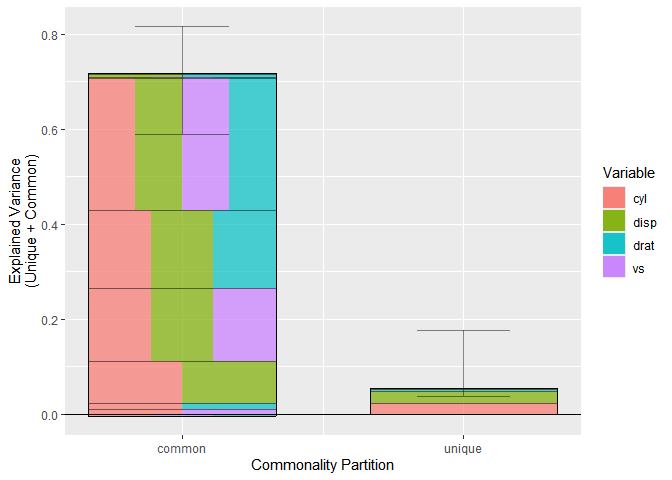 0.8
0.6
0.4
0.2
0.0
Explained Variance
(Unique + Common)
common
unique
Commonality Partition
Variable
cyl
disp
drat
vs